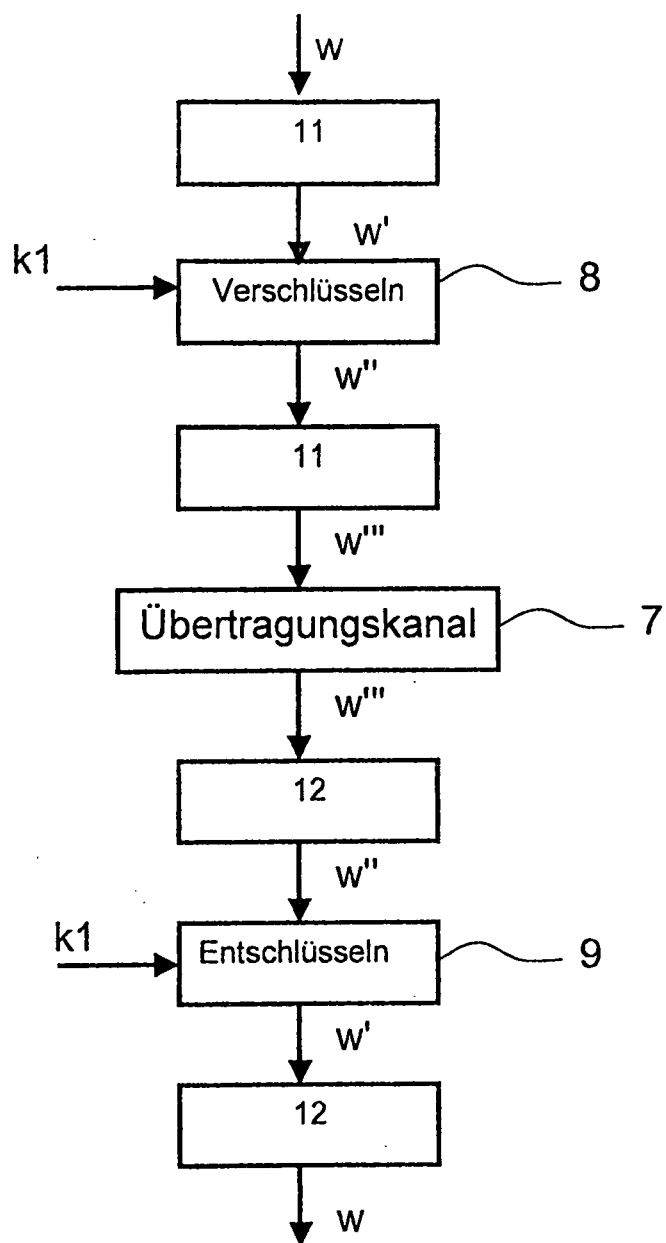 w
11
w'
k1
Verschlüsseln
8
w"
11
w'"
Übertragungskanal
7
w'"
12
w"
k1
Entschlüsseln
9
w'
12
w